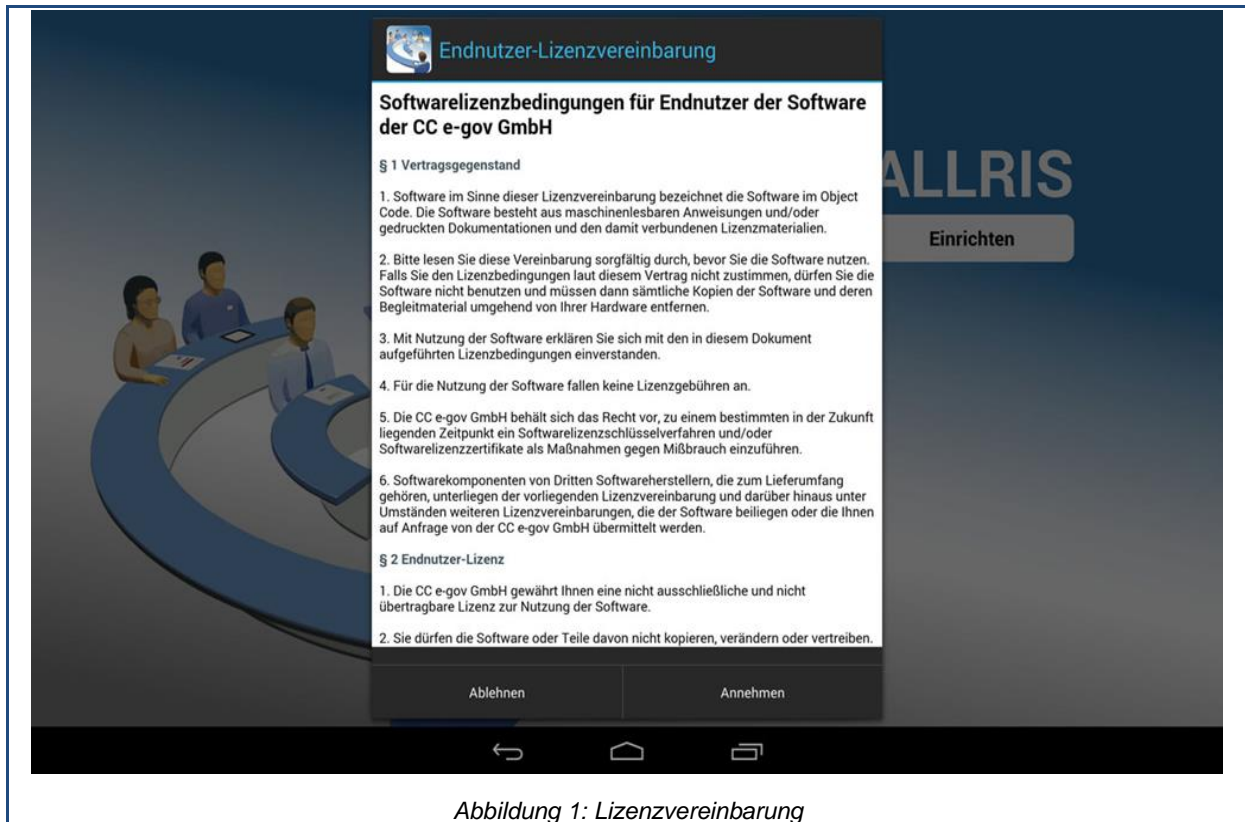 Endnutzer-Lizenzvereinbarung
Softwarelizenzbedingungen für Endnutzer der Software
der CC e-gov GmbH
§ 1 Vertragsgegenstand
1. Software im Sinne dieser Lizenzvereinbarung bezeichnet die Software im Object
Code. Die Software besteht aus maschinenlesbaren Anweisungen und/oder
gedruckten Dokumentationen und den damit verbundenen Lizenzmaterialien.
2. Bitte lesen Sie diese Vereinbarung sorgfältig durch, bevor Sie die Software nutzen.
Falls Sie den Lizenzbedingungen laut diesem Vertrag nicht zustimmen, dürfen Sie die
Software nicht benutzen und müssen dann sämtliche Kopien der Software und deren
Begleitmaterial umgehend von Ihrer Hardware entfernen.
3. Mit Nutzung der Software erklären Sie sich mit den in diesem Dokument
aufgeführten Lizenzbedingungen einverstanden.
4. Für die Nutzung der Software fallen keine Lizenzgebühren an.
5. Die CC e-gov GmbH behält sich das Recht vor, zu einem bestimmten in der Zukunft
liegenden Zeitpunkt ein Softwarelizenzschlüsselverfahren und/oder
Softwarelizenzzertifikate als Maßnahmen gegen Mißbrauch einzuführen.
6. Softwarekomponenten von Dritten Softwareherstellern, die zum Lieferumfang
gehören, unterliegen der vorliegenden Lizenzvereinbarung und darüber hinaus unter
Umständen weiteren Lizenzvereinbarungen, die der Software beiliegen oder die Ihnen
auf Anfrage von der CC e-gov GmbH übermittelt werden.
§ 2 Endnutzer-Lizenz
1. Die CC e-gov GmbH gewährt Ihnen eine nicht ausschließliche und nicht
übertragbare Lizenz zur Nutzung der Software.
2. Sie dürfen die Software oder Teile davon nicht kopieren, verändern oder vertreiben.
Ablehnen
Annehmen
ALLRIS
Einrichten
Abbildung 1: Lizenzvereinbarung